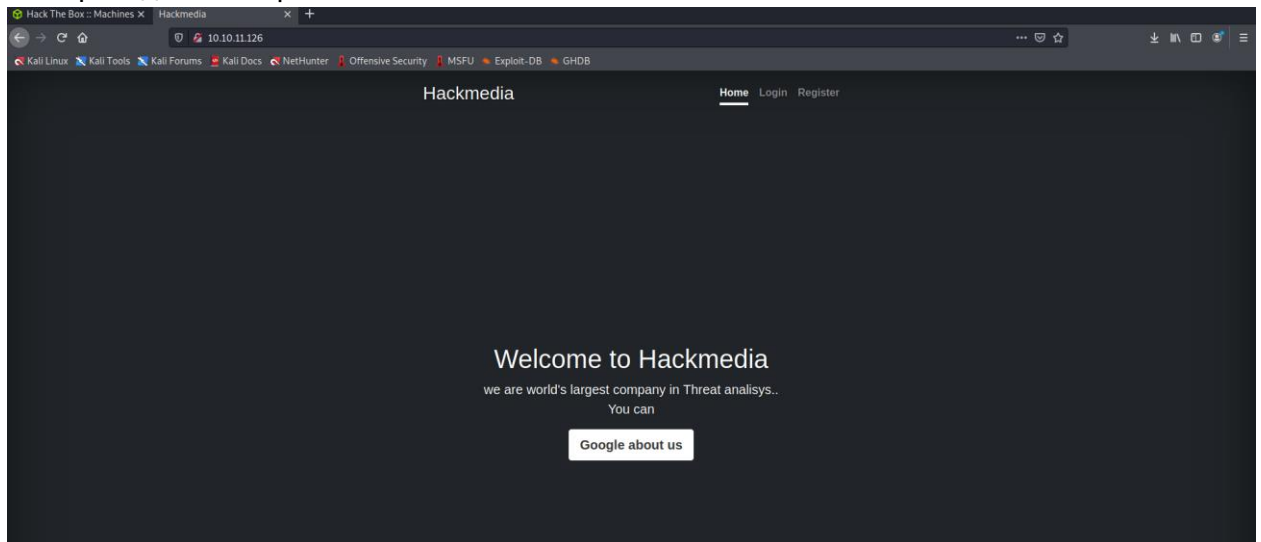 Hack The Box :: Machines Hackmedia
10.10.11.126
Kali Linux Kali Tools Kali Forums Kali Docs NetHunter Offensive Security MSFU Exploit-DB GHDB
Hackmedia Home Login Register
Welcome to Hackmedia
we are world's largest company in Threat analisys..
You can
Google about us